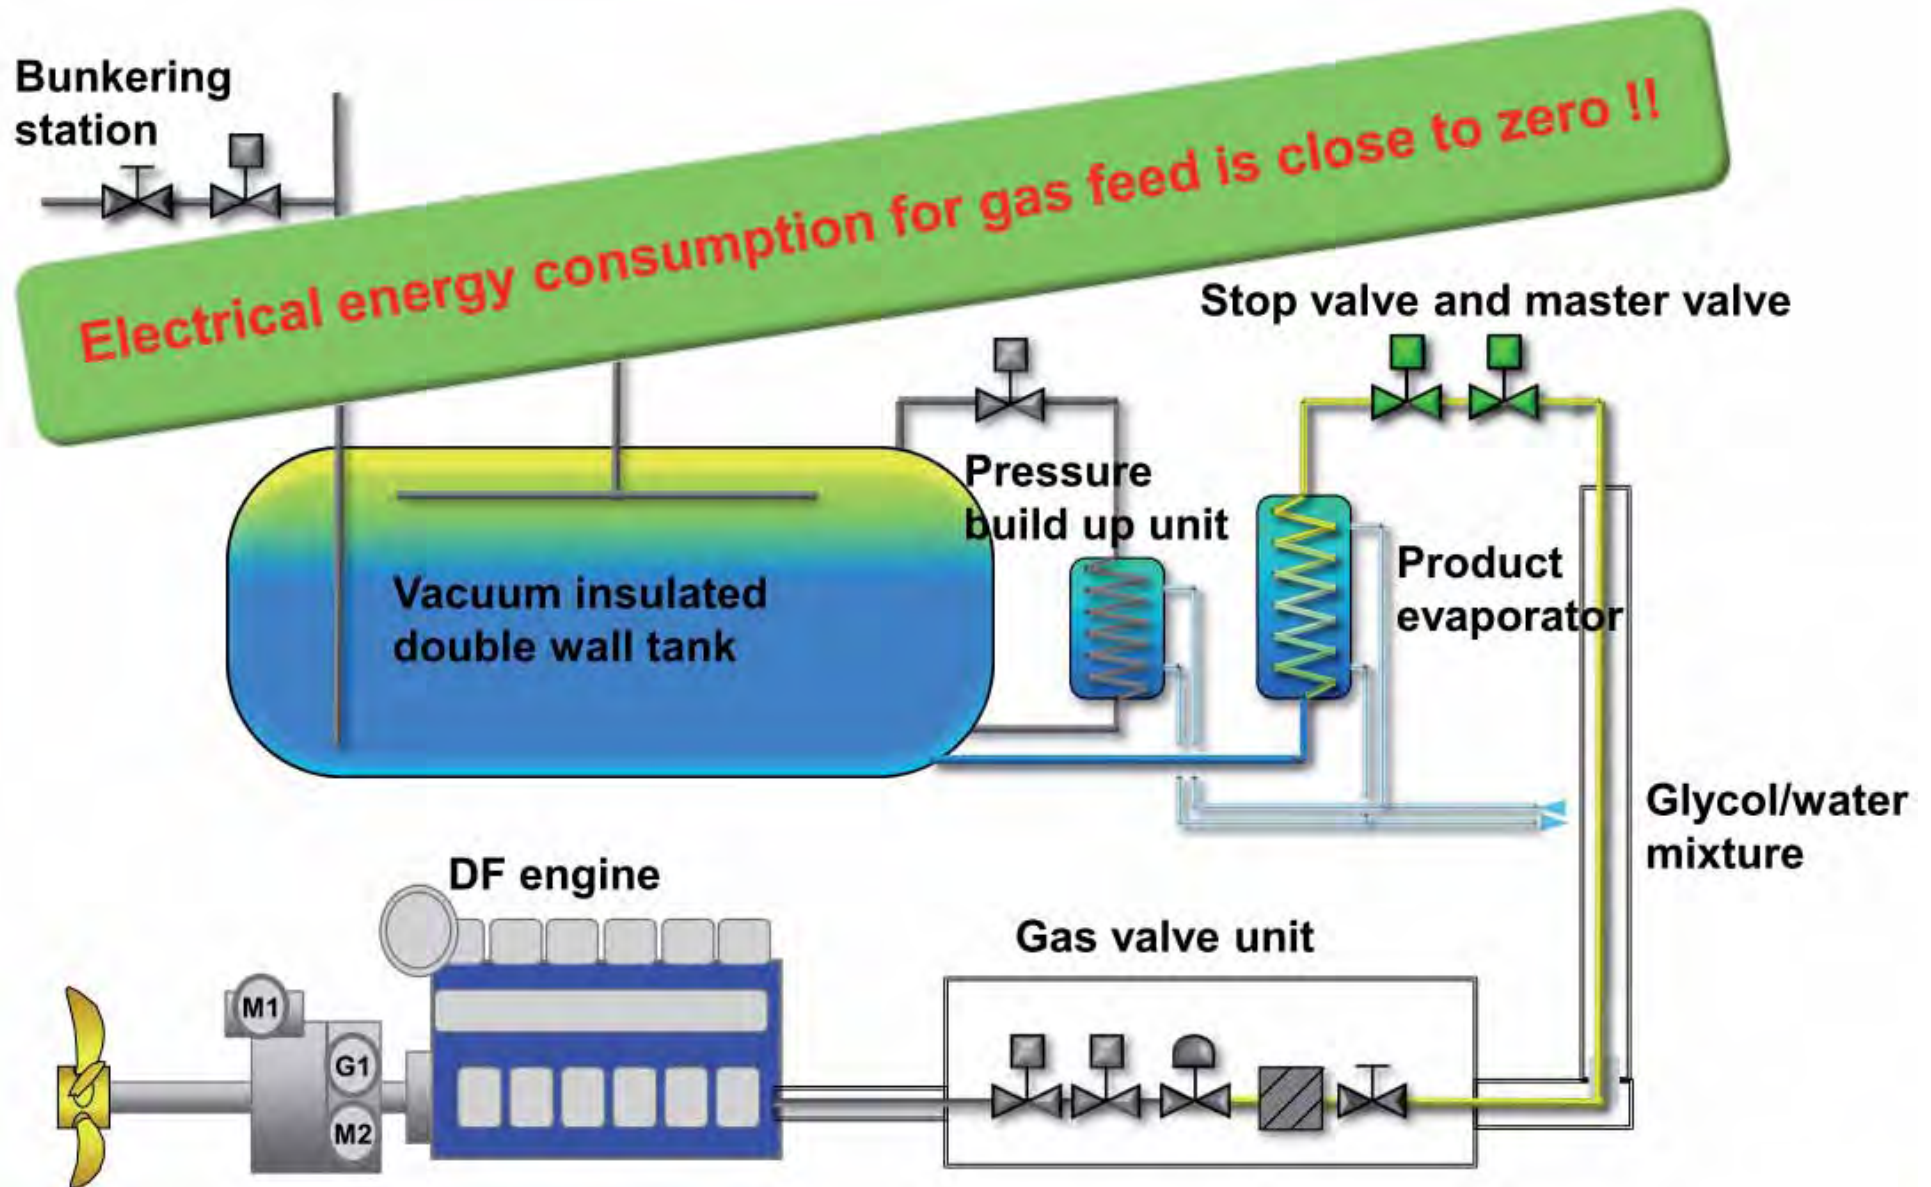 Bunkering
station
Electrical energy consumption for gas feed is close to zero !!
Stop valve and master valve
Pressure
build up unit
Product
evaporator
Vacuum insulated
double wall tank
Glycol/water
mixture
DF engine
Gas valve unit
M1
G1
M2